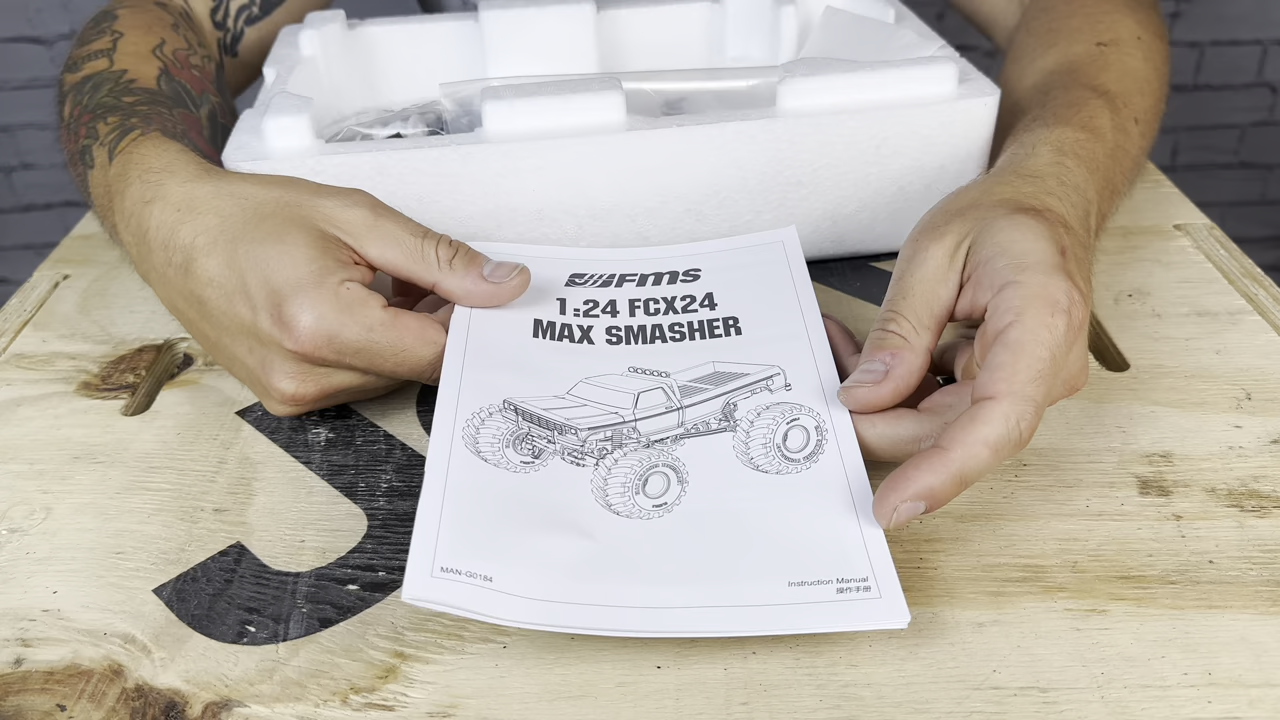 FMS
1:24 FCX24
MAX SMASHER
MAN-G0184
Instruction Manual
操作手册